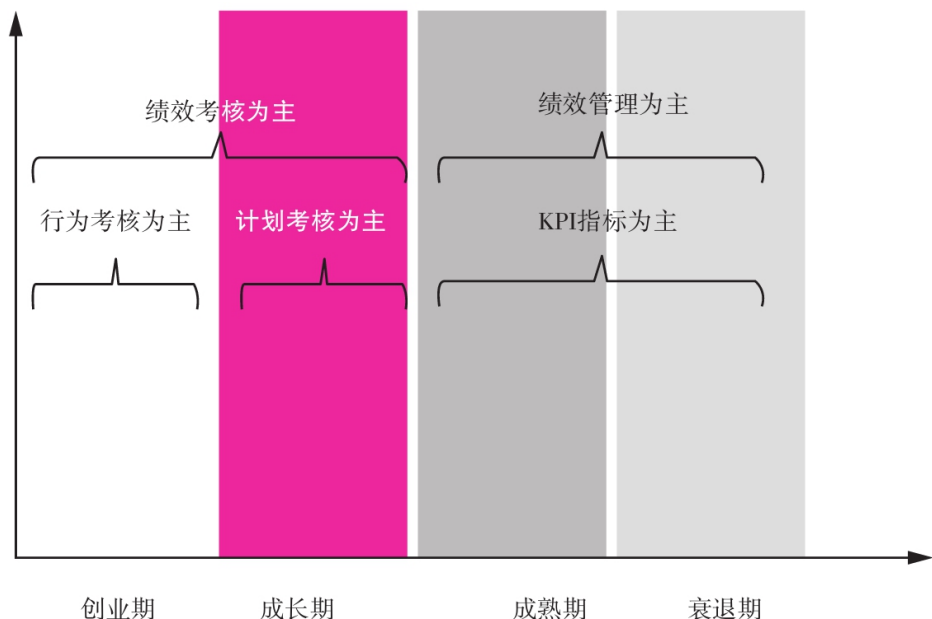 绩效考核为主
绩效管理为主
行为考核为主
计划考核为主
KPI指标为主
创业期
成长期
成熟期
衰退期